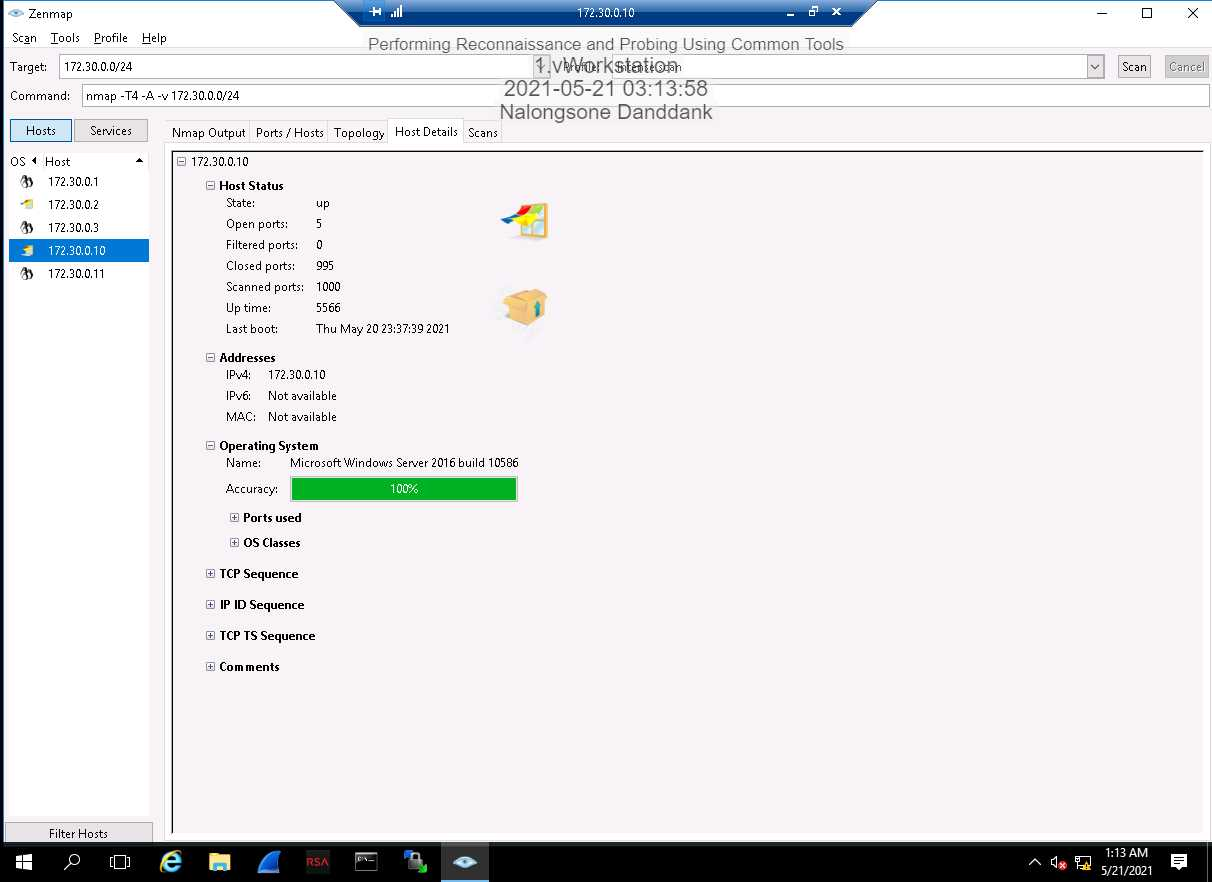 Zenmap
172.30.0.10
Scan Tools Profile Help
Performing Reconnaissance and Probing Using Common Tools
Target: 172.30.0.0/24 Profile: Intense scan Scan Cancel
1.vWorkstation
2021-05-21 03:13:58
Command: nmap -T4 -A -v 172.30.0.0/24
Nalongsone Danddank
Hosts Services
Nmap Output Ports / Hosts Topology Host Details Scans
OS Host
172.30.0.1
172.30.0.2
172.30.0.3
172.30.0.10
172.30.0.11
172.30.0.10
Host Status
State: up
Open ports: 5
Filtered ports: 0
Closed ports: 995
Scanned ports: 1000
Up time: 5566
Last boot: Thu May 20 23:37:39 2021
Addresses
IPv4: 172.30.0.10
IPv6: Not available
MAC: Not available
Operating System
Name: Microsoft Windows Server 2016 build 10586
Accuracy: 100%
Ports used
OS Classes
TCP Sequence
IP ID Sequence
TCP TS Sequence
Comments
Filter Hosts
RSA
1:13 AM
5/21/2021